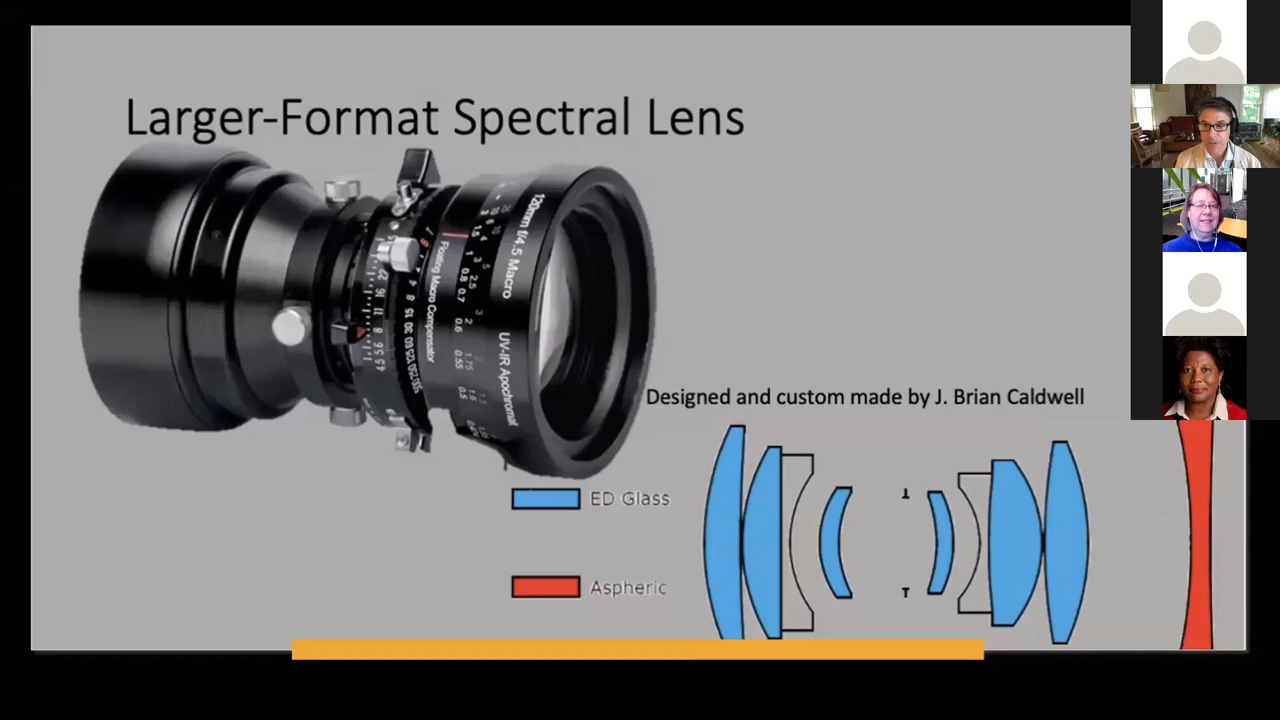 Larger-Format Spectral Lens
120mm f/4.5 Macro
UV-IR Apochromat
Floating Macro Compensator
Designed and custom made by J. Brian Caldwell
ED Glass
Aspheric